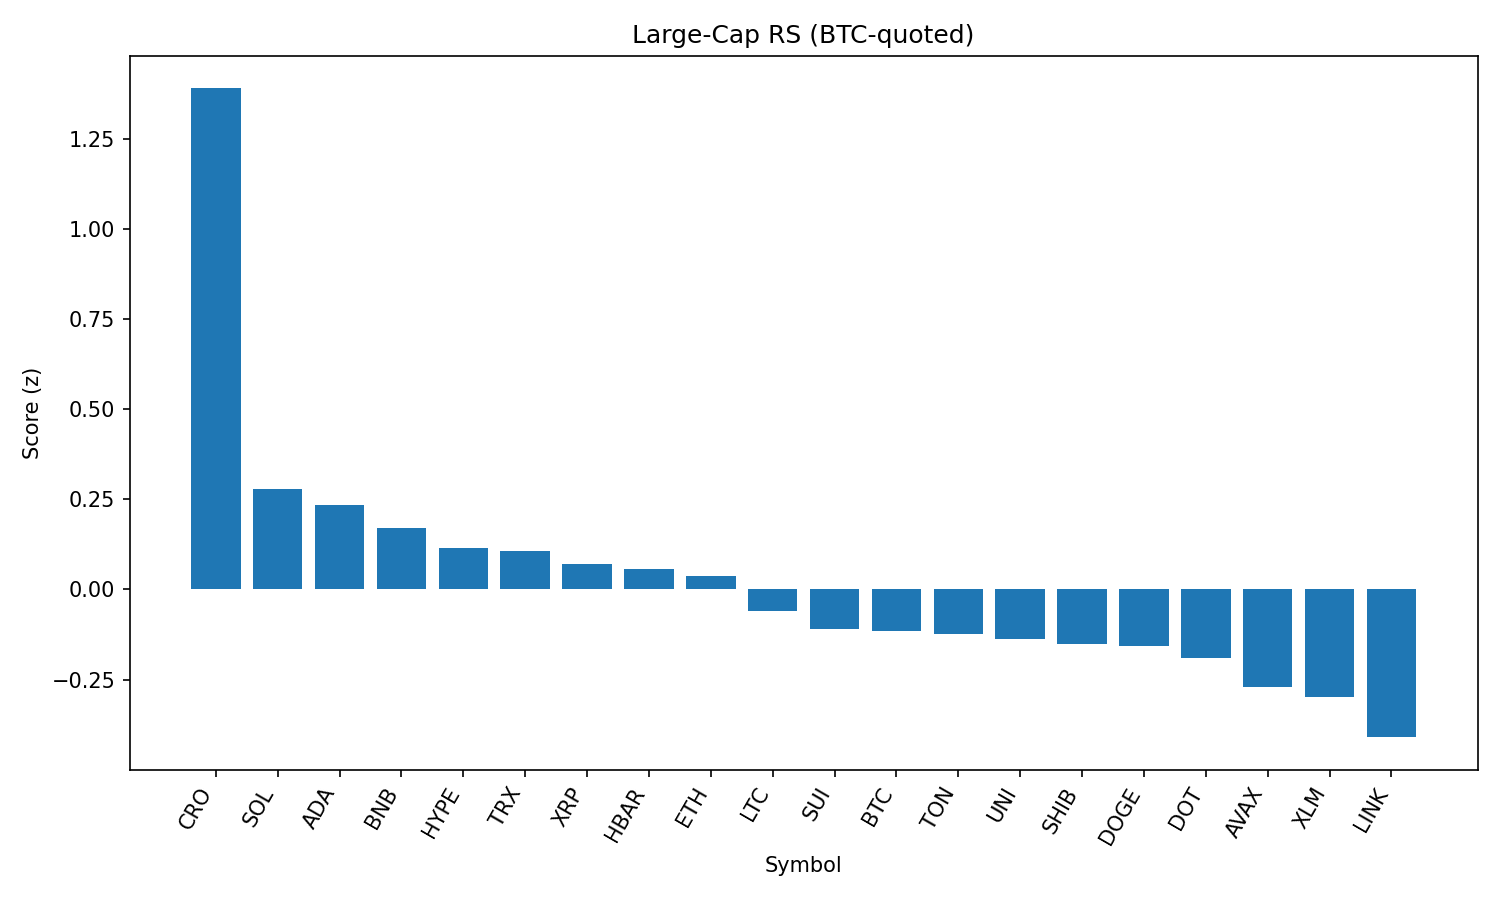 Large-Cap RS (BTC-quoted)
Score (z)
1.25
1.00
0.75
0.50
0.25
0.00
−0.25
CRO
SOL
ADA
BNB
HYPE
TRX
XRP
HBAR
ETH
LTC
SUI
BTC
TON
UNI
SHIB
DOGE
DOT
AVAX
XLM
LINK
Symbol